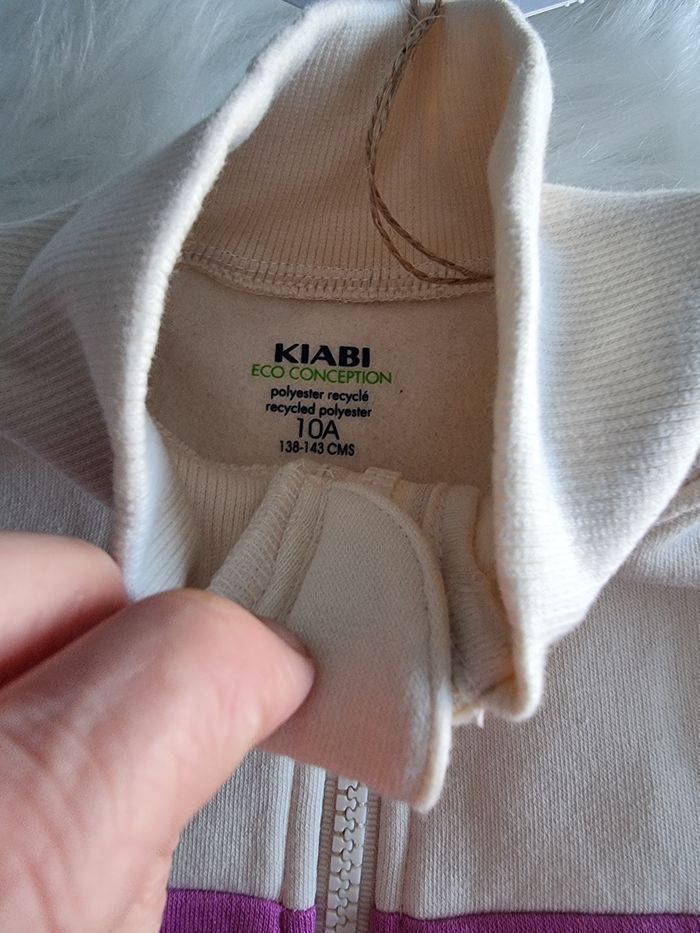 KIABI
ECO CONCEPTION
polyester recyclé
recycled polyester
10A
138-143 CMS